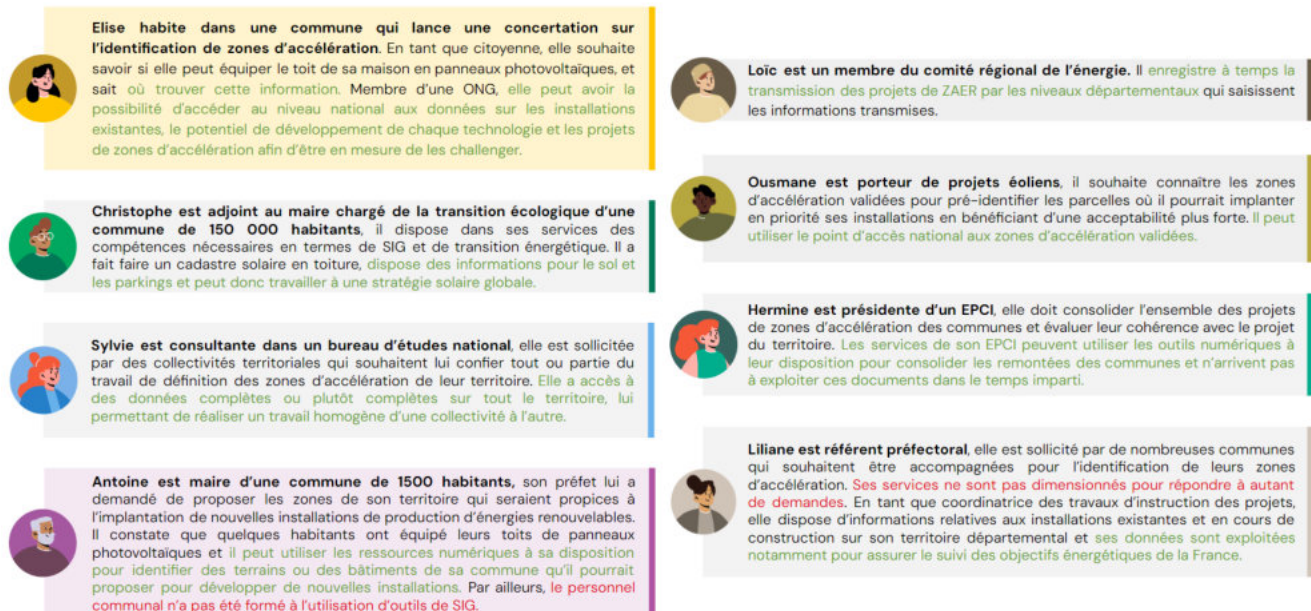 Elise habite dans une commune qui lance une concertation sur
l'identification de zones d'accélération. En tant que citoyenne, elle souhaite
savoir si elle peut équiper le toit de sa maison en panneaux photovoltaïques, et
sait où trouver cette information. Membre d'une ONG, elle peut avoir la
possibilité d'accéder au niveau national aux données sur les installations
existantes, le potentiel de développement de chaque technologie et les projets
de zones d'accélération afin d'être en mesure de les challenger.
Christophe est adjoint au maire chargé de la transition écologique d'une
commune de 150 000 habitants, il dispose dans ses services des
compétences nécessaires en termes de SIG et de transition énergétique. Il a
fait faire un cadastre solaire en toiture, dispose des informations pour le sol et
les parkings et peut donc travailler à une stratégie solaire globale.
Sylvie est consultante dans un bureau d'études national, elle est sollicitée
par des collectivités territoriales qui souhaitent lui confier tout ou partie du
travail de définition des zones d'accélération de leur territoire. Elle a accès à
des données complètes ou plutôt complètes sur tout le territoire, lui
permettant de réaliser un travail homogène d'une collectivité à l'autre.
Antoine est maire d'une commune de 1500 habitants, son préfet lui a
demandé de proposer les zones de son territoire qui seraient propices à
l'implantation de nouvelles installations de production d'énergies renouvelables.
Il constate que quelques habitants ont équipé leurs toits de panneaux
photovoltaïques et il peut utiliser les ressources numériques à sa disposition
pour identifier des terrains ou des bâtiments de sa commune qu'il pourrait
proposer pour développer de nouvelles installations. Par ailleurs, le personnel
communal n'a pas été formé à l'utilisation d'outils de SIG.
Loïc est un membre du comité régional de l'énergie. Il enregistre à temps la
transmission des projets de ZAER par les niveaux départementaux qui saisissent
les informations transmises.
Ousmane est porteur de projets éoliens, il souhaite connaître les zones
d'accélération validées pour pré-identifier les parcelles où il pourrait implanter
en priorité ses installations en bénéficiant d'une acceptabilité plus forte. Il peut
utiliser le point d'accès national aux zones d'accélération validées.
Hermine est présidente d'un EPCI, elle doit consolider l'ensemble des projets
de zones d'accélération des communes et évaluer leur cohérence avec le projet
du territoire. Les services de son EPCI peuvent utiliser les outils numériques à
leur disposition pour consolider les remontées des communes et n'arrivent pas
à exploiter ces documents dans le temps imparti.
Liliane est référent préfectoral, elle est sollicité par de nombreuses communes
qui souhaitent être accompagnées pour l'identification de leurs zones
d'accélération. Ses services ne sont pas dimensionnés pour répondre à autant
de demandes. En tant que coordinatrice des travaux d'instruction des projets,
elle dispose d'informations relatives aux installations existantes et en cours de
construction sur son territoire départemental et ses données sont exploitées
notamment pour assurer le suivi des objectifs énergétiques de la France.